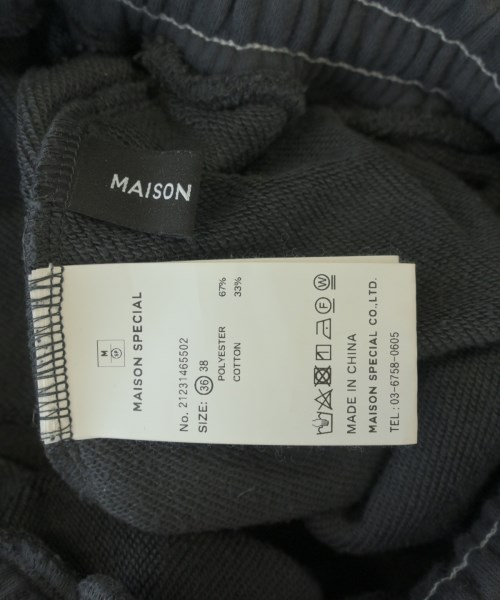 MAISON
M
S
MAISON SPECIAL
No. 21231465502
SIZE: 36 38
POLYESTER 67%
COTTON 33%
F W
MADE IN CHINA
MAISON SPECIAL CO.,LTD.
TEL: 03-6758-0605